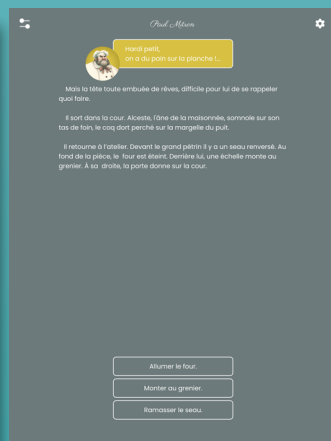 Paul Mitron
Hardi petit,
on a du pain sur la planche !...
Mais la tête toute embuée de rêves, difficile pour lui de se rappeler
quoi faire.
Il sort dans la cour. Alceste, l'âne de la maisonnée, somnole sur son
tas de foin, le coq dort perché sur la margelle du puit.
Il retourne à l'atelier. Devant le grand pétrin il y a un seau renversé. Au
fond de la pièce, le four est éteint. Derrière lui, une échelle monte au
grenier. À sa droite, la porte donne sur la cour.
Allumer le four.
Monter au grenier.
Ramasser le seau.